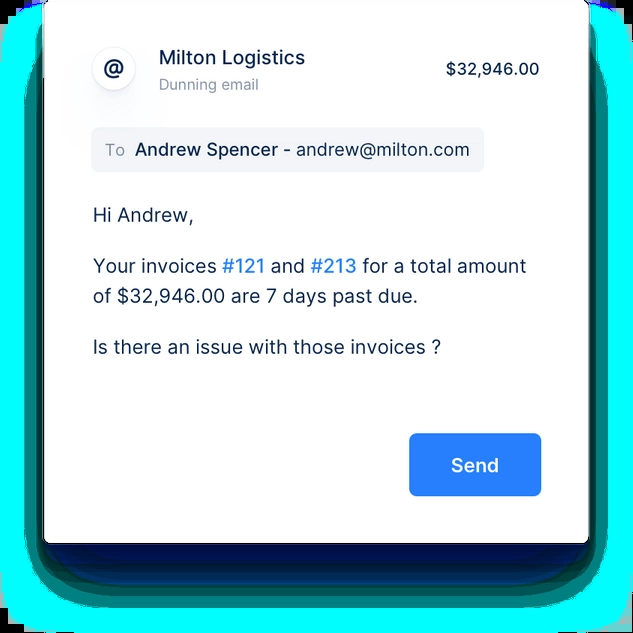 @ Milton Logistics $32,946.00
Dunning email
To Andrew Spencer - andrew@milton.com
Hi Andrew,
Your invoices #121 and #213 for a total amount
of $32,946.00 are 7 days past due.
Is there an issue with those invoices ?
Send